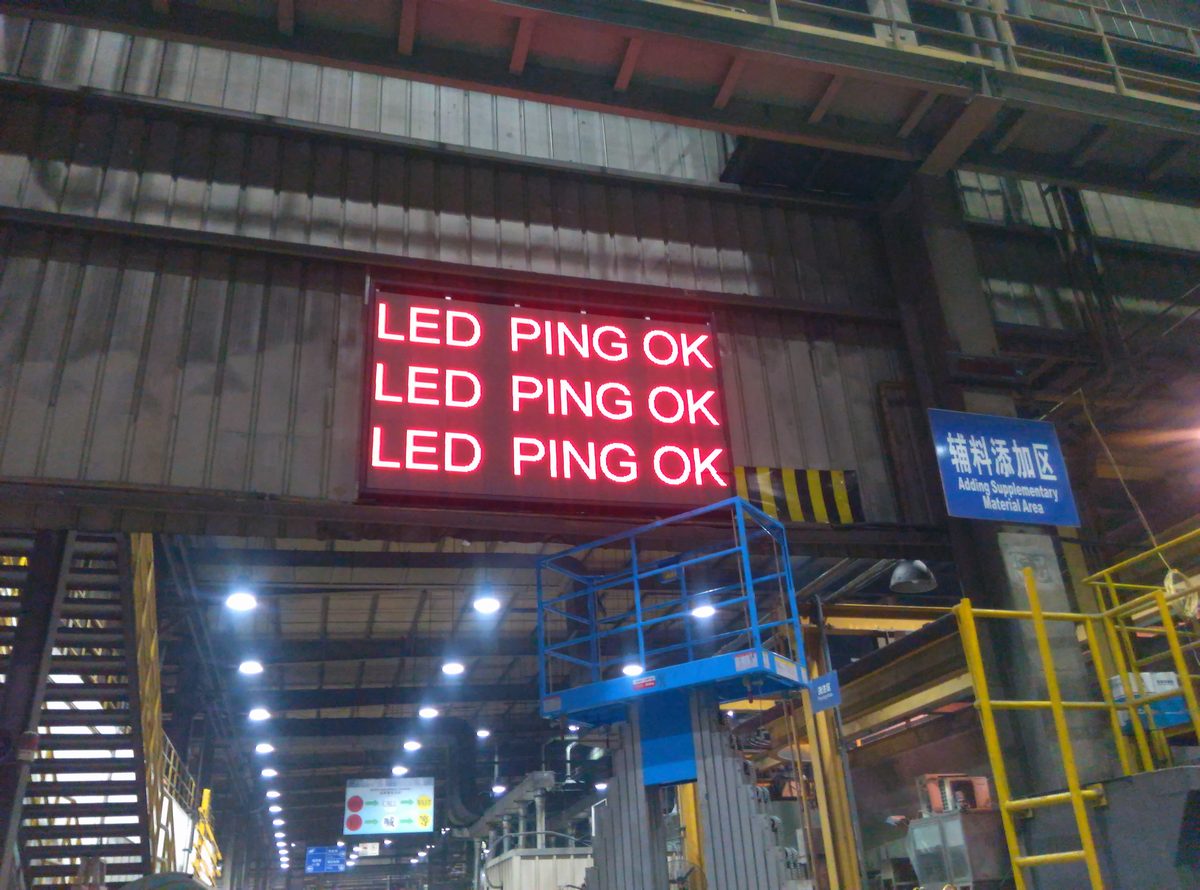 LED PING OK
LED PING OK
LED PING OK
辅料添加区
Adding Supplementary
Material Area